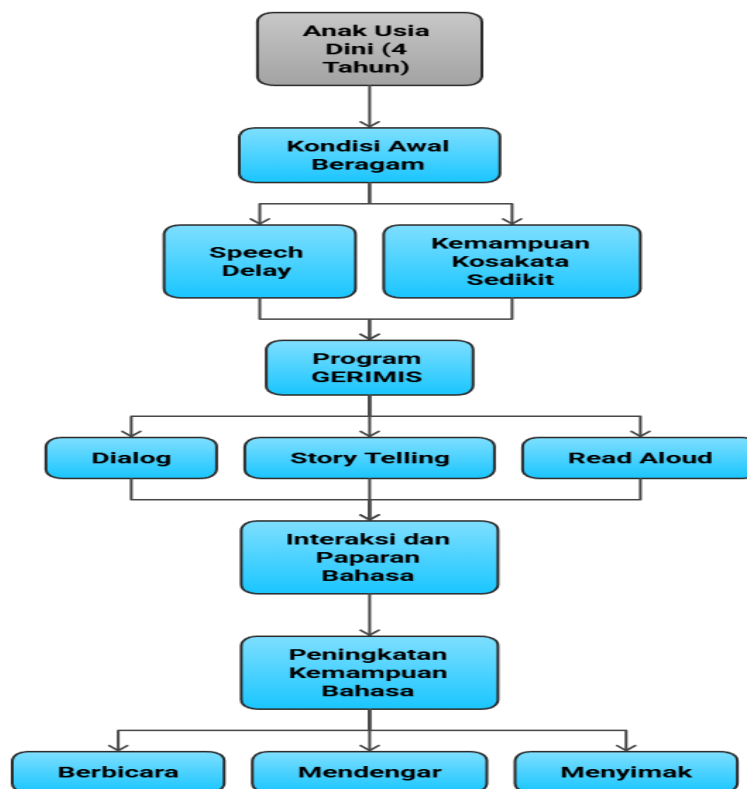 Anak Usia
Dini (4
Tahun)
Kondisi Awal
Beragam
Speech
Delay
Kemampuan
Kosakata
Sedikit
Program
GERIMIS
Dialog
Story Telling
Read Aloud
Interaksi dan
Paparan
Bahasa
Peningkatan
Kemampuan
Bahasa
Berbicara
Mendengar
Menyimak